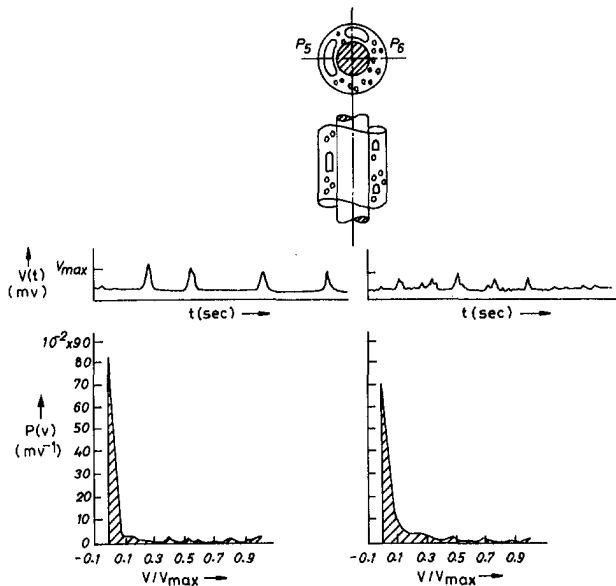 P5 P6
V(t)
(mv)
Vmax
t(sec) t(sec)
10⁻²x90
80
70
60
50
40
30
20
10
0
P(v)
(mv⁻¹)
-0.1 0.1 0.3 0.5 0.7 0.9
V/Vmax
-0.1 0.1 0.3 0.5 0.7 0.9
V/Vmax